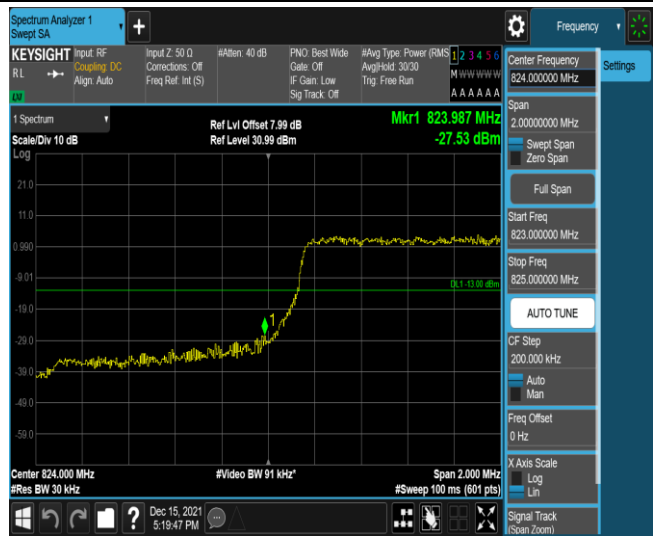 Spectrum Analyzer 1
Swept SA
+
Frequency
KEYSIGHT
RL
Input: RF
Coupling: DC
Align: Auto
Input Z: 50 Ω
Corrections: Off
Freq Ref: Int (S)
#Atten: 40 dB
PNO: Best Wide
Gate: Off
IF Gain: Low
Sig Track: Off
#Avg Type: Power (RMS
Avg|Hold: 30/30
Trig: Free Run
1 2 3 4 5 6
M W W W W W
A A A A A A
1 Spectrum
Scale/Div 10 dB
Log
Ref Lvl Offset 7.99 dB
Ref Level 30.99 dBm
Mkr1 823.987 MHz
-27.53 dBm
21.0
11.0
0.990
-9.01
-19.0
-29.0
-39.0
-49.0
-59.0
DL1 -13.00 dBm
1
Center 824.000 MHz
#Res BW 30 kHz
#Video BW 91 kHz*
Span 2.000 MHz
#Sweep 100 ms (601 pts)
Dec 15, 2021
5:19:47 PM
Center Frequency
824.000000 MHz
Settings
Span
2.00000000 MHz
Swept Span
Zero Span
Full Span
Start Freq
823.000000 MHz
Stop Freq
825.000000 MHz
AUTO TUNE
CF Step
200.000 kHz
Auto
Man
Freq Offset
0 Hz
X Axis Scale
Log
Lin
Signal Track
(Span Zoom)